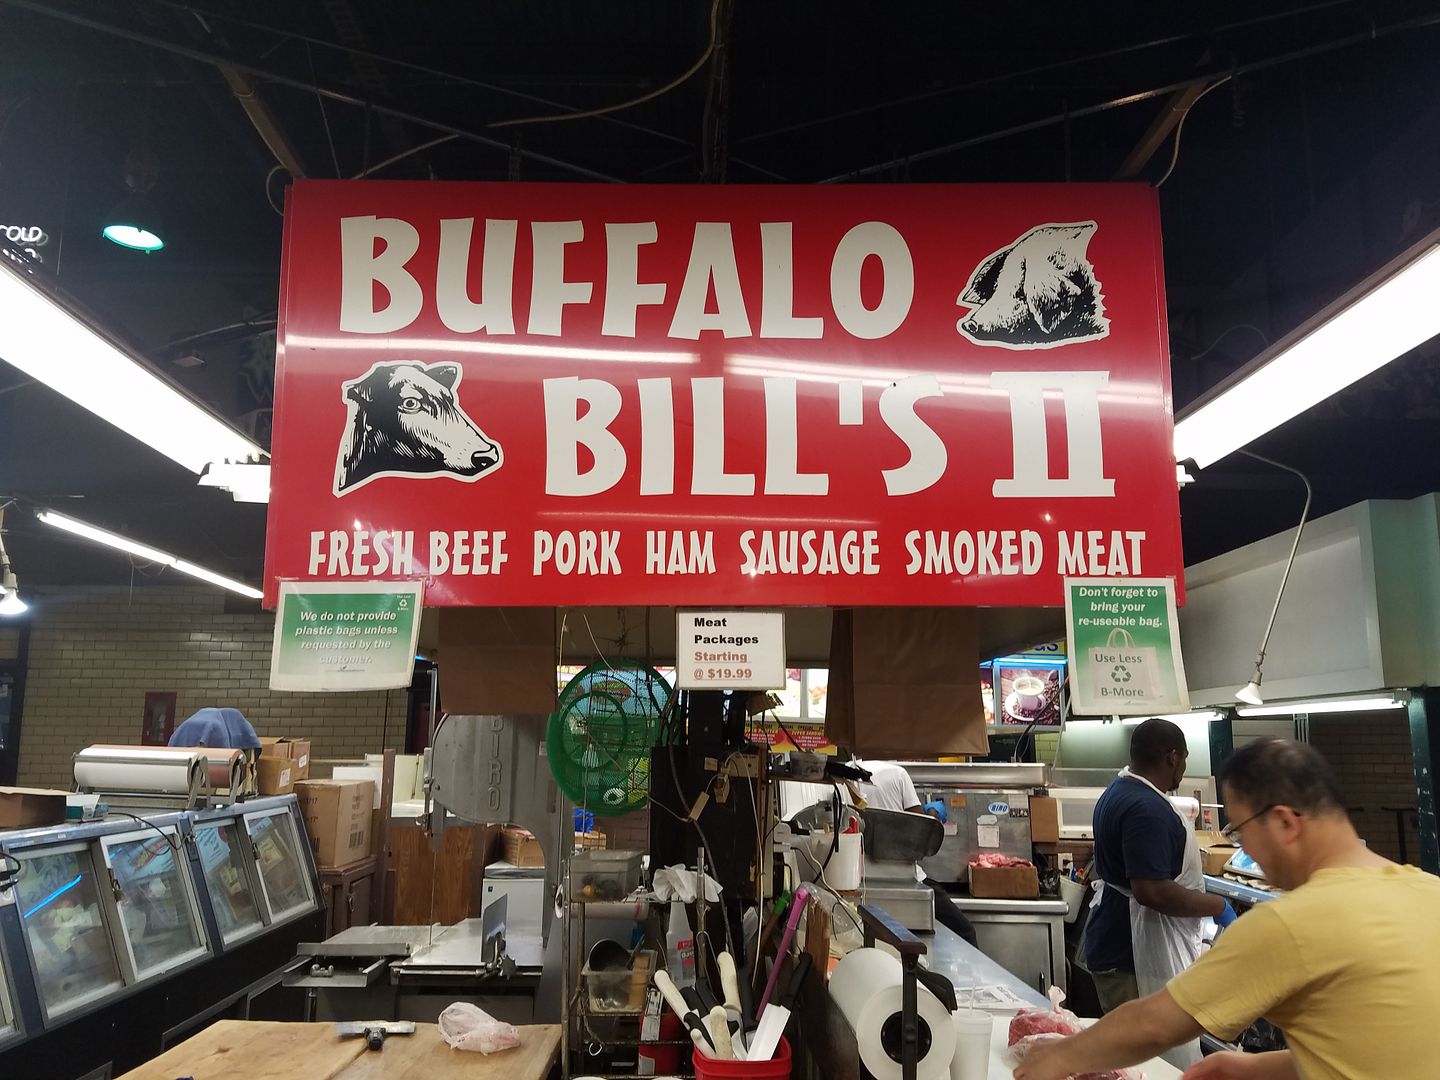 COLD
BUFFALO
BILL'S II
FRESH BEEF PORK HAM SAUSAGE SMOKED MEAT
We do not provide
plastic bags unless
requested by the
customer.
Meat
Packages
Starting
@ $19.99
Don't forget to
bring your
re-useable bag.
Use Less
B-More
BIRO
BIRO